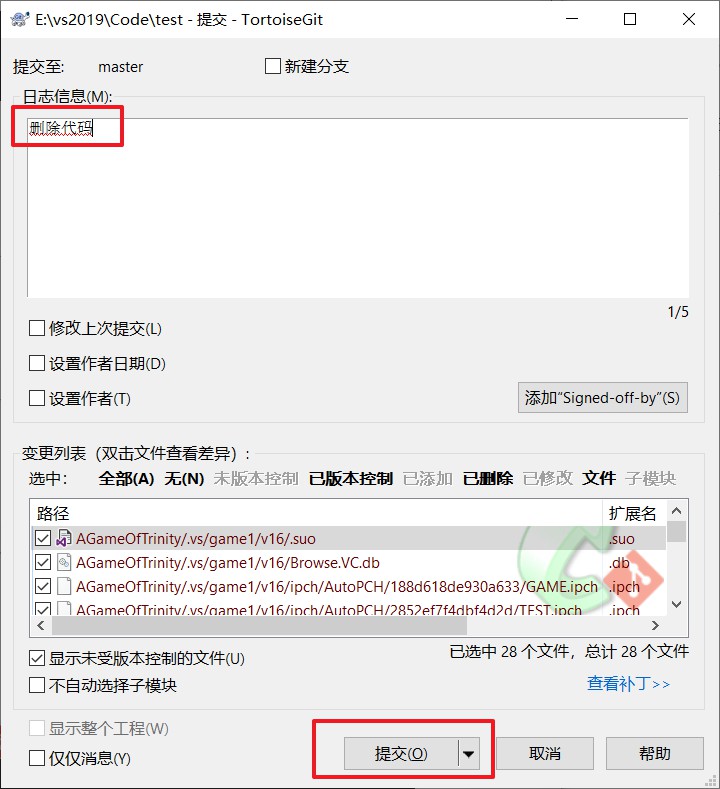 E:\vs2019\Code\test - 提交 - TortoiseGit
提交至: master 新建分支
日志信息(M):
删除代码
1/5
修改上次提交(L)
设置作者日期(D)
设置作者(T) 添加"Signed-off-by"(S)
变更列表（双击文件查看差异）:
选中: 全部(A) 无(N) 未版本控制 已版本控制 已添加 已删除 已修改 文件 子模块
路径 扩展名
AGameOfTrinity/.vs/game1/v16/.suo .suo
AGameOfTrinity/.vs/game1/v16/Browse.VC.db .db
AGameOfTrinity/.vs/game1/v16/ipch/AutoPCH/188d618de930a633/GAME.ipch .ipch
AGameOfTrinity/.vs/game1/v16/ipch/AutoPCH/2852ef7f4dbf4d2d/TEST.ipch .ipch
显示未受版本控制的文件(U) 已选中 28 个文件，总计 28 个文件
不自动选择子模块 查看补丁>>
显示整个工程(W)
仅仅消息(Y) 提交(O) 取消 帮助